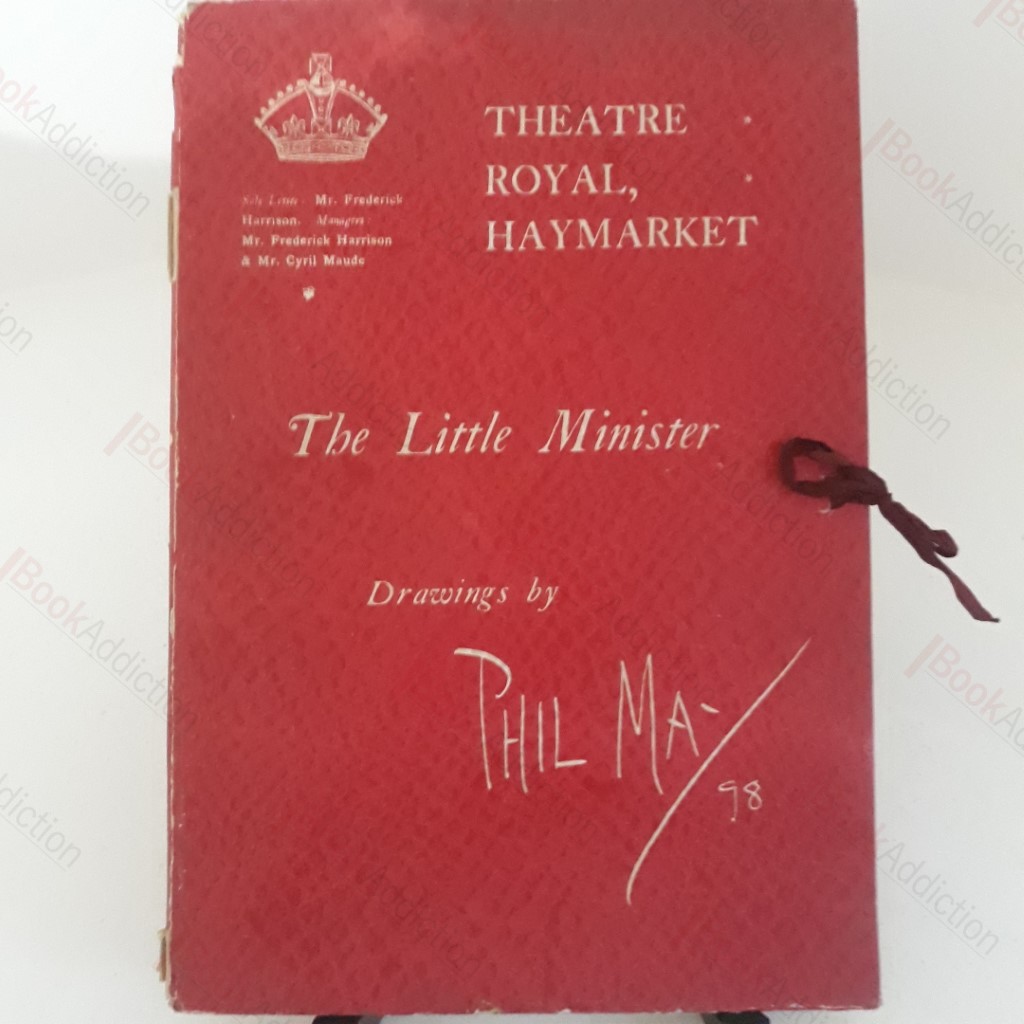 THEATRE
ROYAL,
HAYMARKET
Sole Lessee: Mr. Frederick
Harrison. Managers:
Mr. Frederick Harrison
& Mr. Cyril Maude
The Little Minister
Drawings by
PHIL MAY
98
BookAddiction